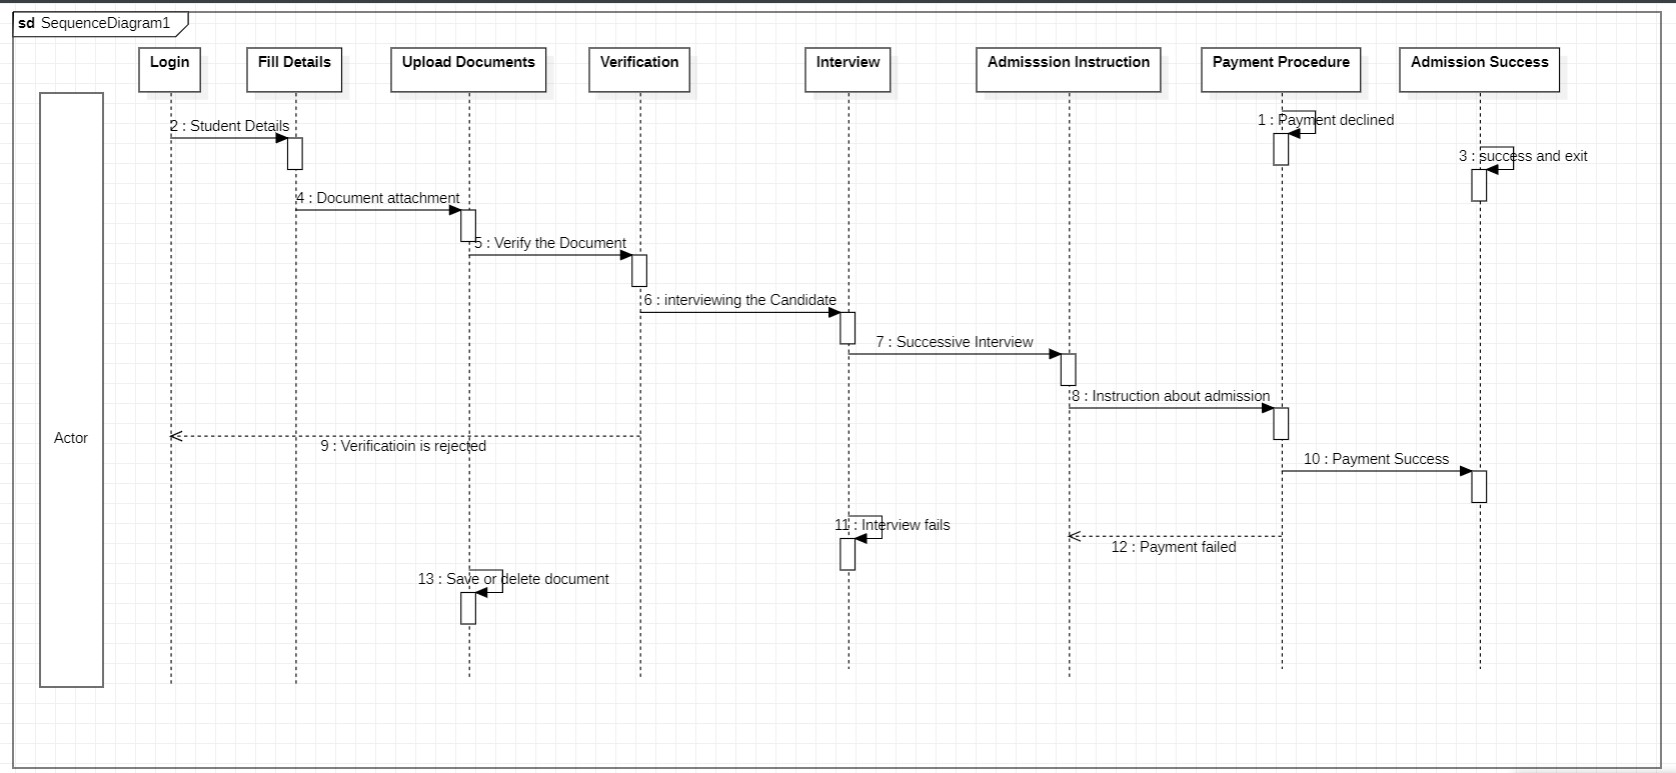 sd SequenceDiagram1
Login
Fill Details
Upload Documents
Verification
Interview
Admisssion Instruction
Payment Procedure
Admission Success
1 : Payment declined
2 : Student Details
3 : success and exit
4 : Document attachment
5 : Verify the Document
6 : interviewing the Candidate
7 : Successive Interview
8 : Instruction about admission
Actor
9 : Verificatioin is rejected
10 : Payment Success
11 : Interview fails
12 : Payment failed
13 : Save or delete document